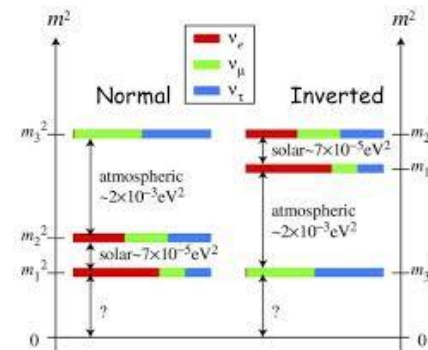 m²
m²
νe
νμ
ντ
Normal
Inverted
m₃²
m₂
solar~7×10⁻⁵eV²
m₁
atmospheric
~2×10⁻³eV²
atmospheric
~2×10⁻³eV²
m₂²
solar~7×10⁻⁵eV²
m₁²
m₃
?
?
0
0